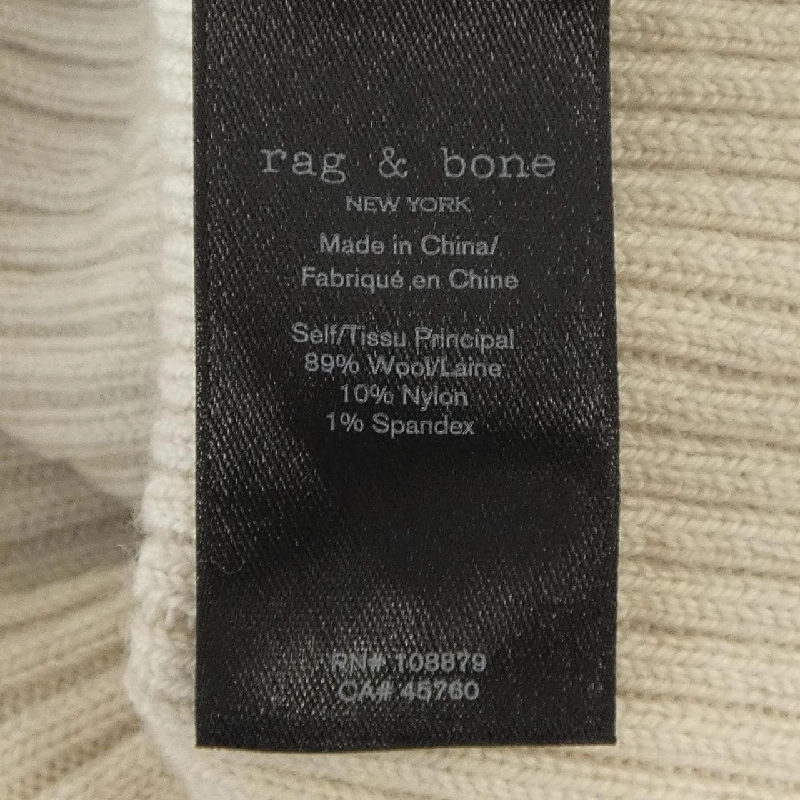 rag & bone
NEW YORK
Made in China/
Fabriqué en Chine
Self/Tissu Principal
89% Wool/Laine
10% Nylon
1% Spandex
RN# 108879
CA# 45760